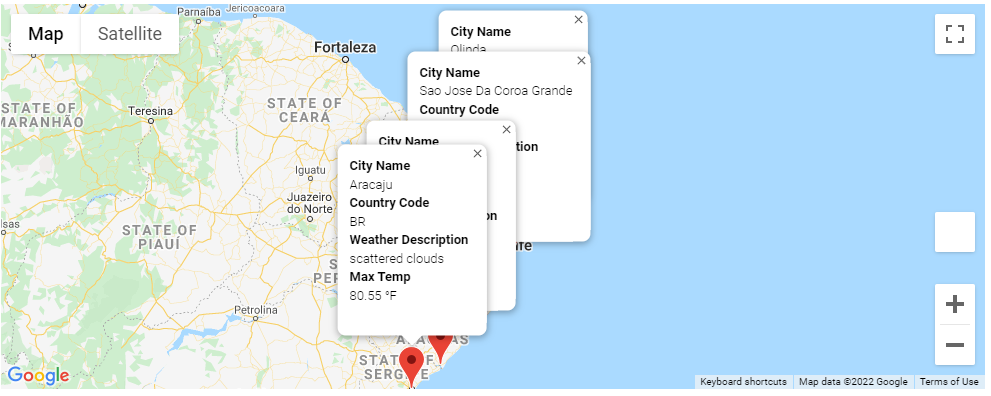 Parnaíba
Jericoacoara
Map
Satellite
Fortaleza
STATE OF
CEARÁ
STATE OF
MARANHÃO
Teresina
Iguatu
Juazeiro
do Norte
STATE OF
PIAUÍ
Petrolina
City Name
Olinda
City Name
Sao Jose Da Coroa Grande
Country Code
City Name
City Name
Aracaju
Country Code
BR
Weather Description
scattered clouds
Max Temp
80.55 °F
STATE OF
SERGIPE
Google
Keyboard shortcuts
Map data ©2022 Google
Terms of Use